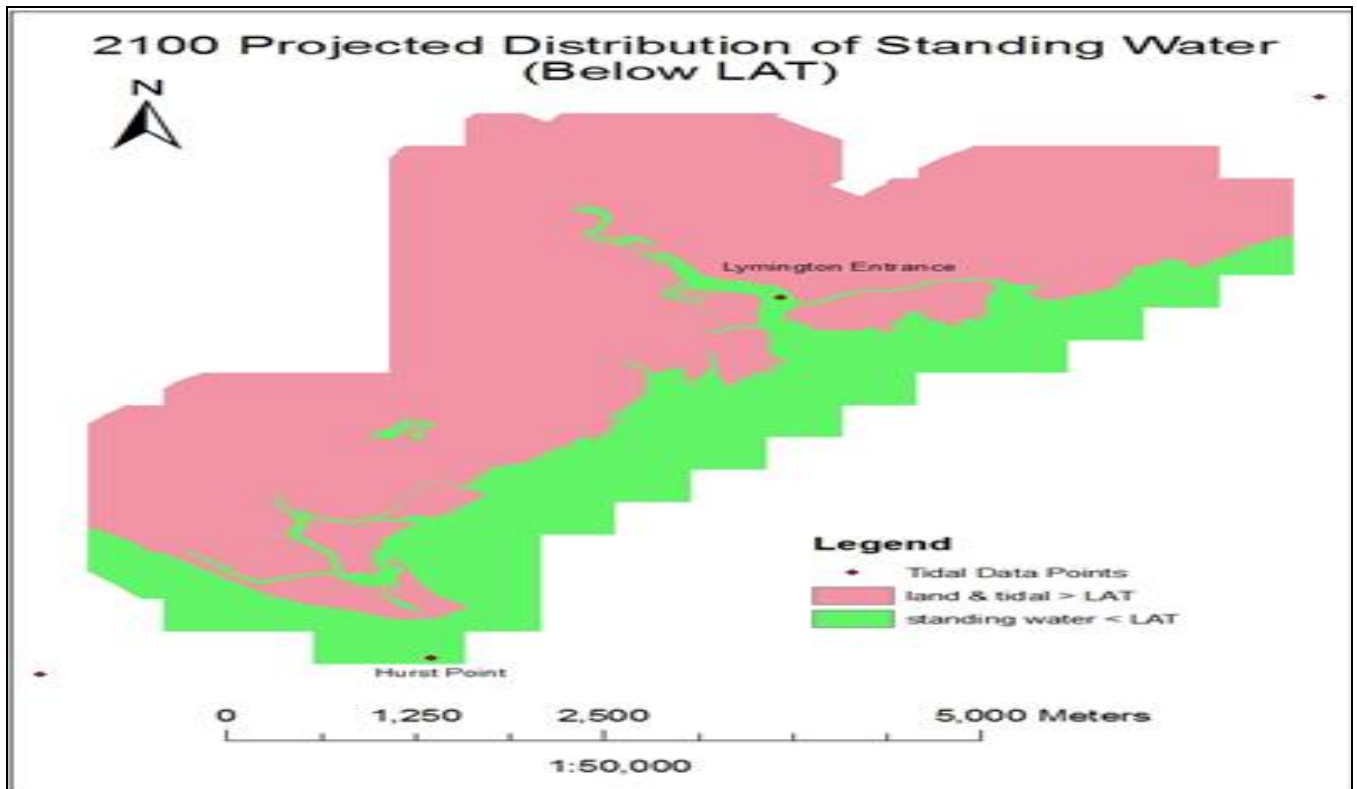 2100 Projected Distribution of Standing Water
(Below LAT)
N
Lymington Entrance
Legend
Tidal Data Points
land & tidal > LAT
standing water < LAT
Hurst Point
0 1,250 2,500 5,000 Meters
1:50,000